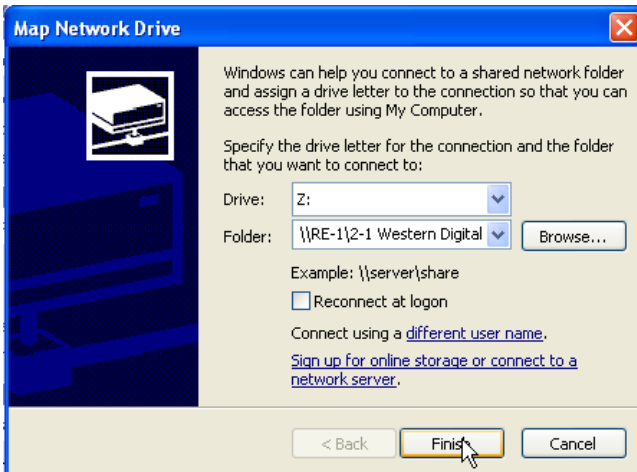 Map Network Drive
Windows can help you connect to a shared network folder
and assign a drive letter to the connection so that you can
access the folder using My Computer.
Specify the drive letter for the connection and the folder
that you want to connect to:
Drive: Z:
Folder: \\RE-1\2-1 Western Digital Browse...
Example: \\server\share
Reconnect at logon
Connect using a different user name.
Sign up for online storage or connect to a
network server.
< Back Finish Cancel